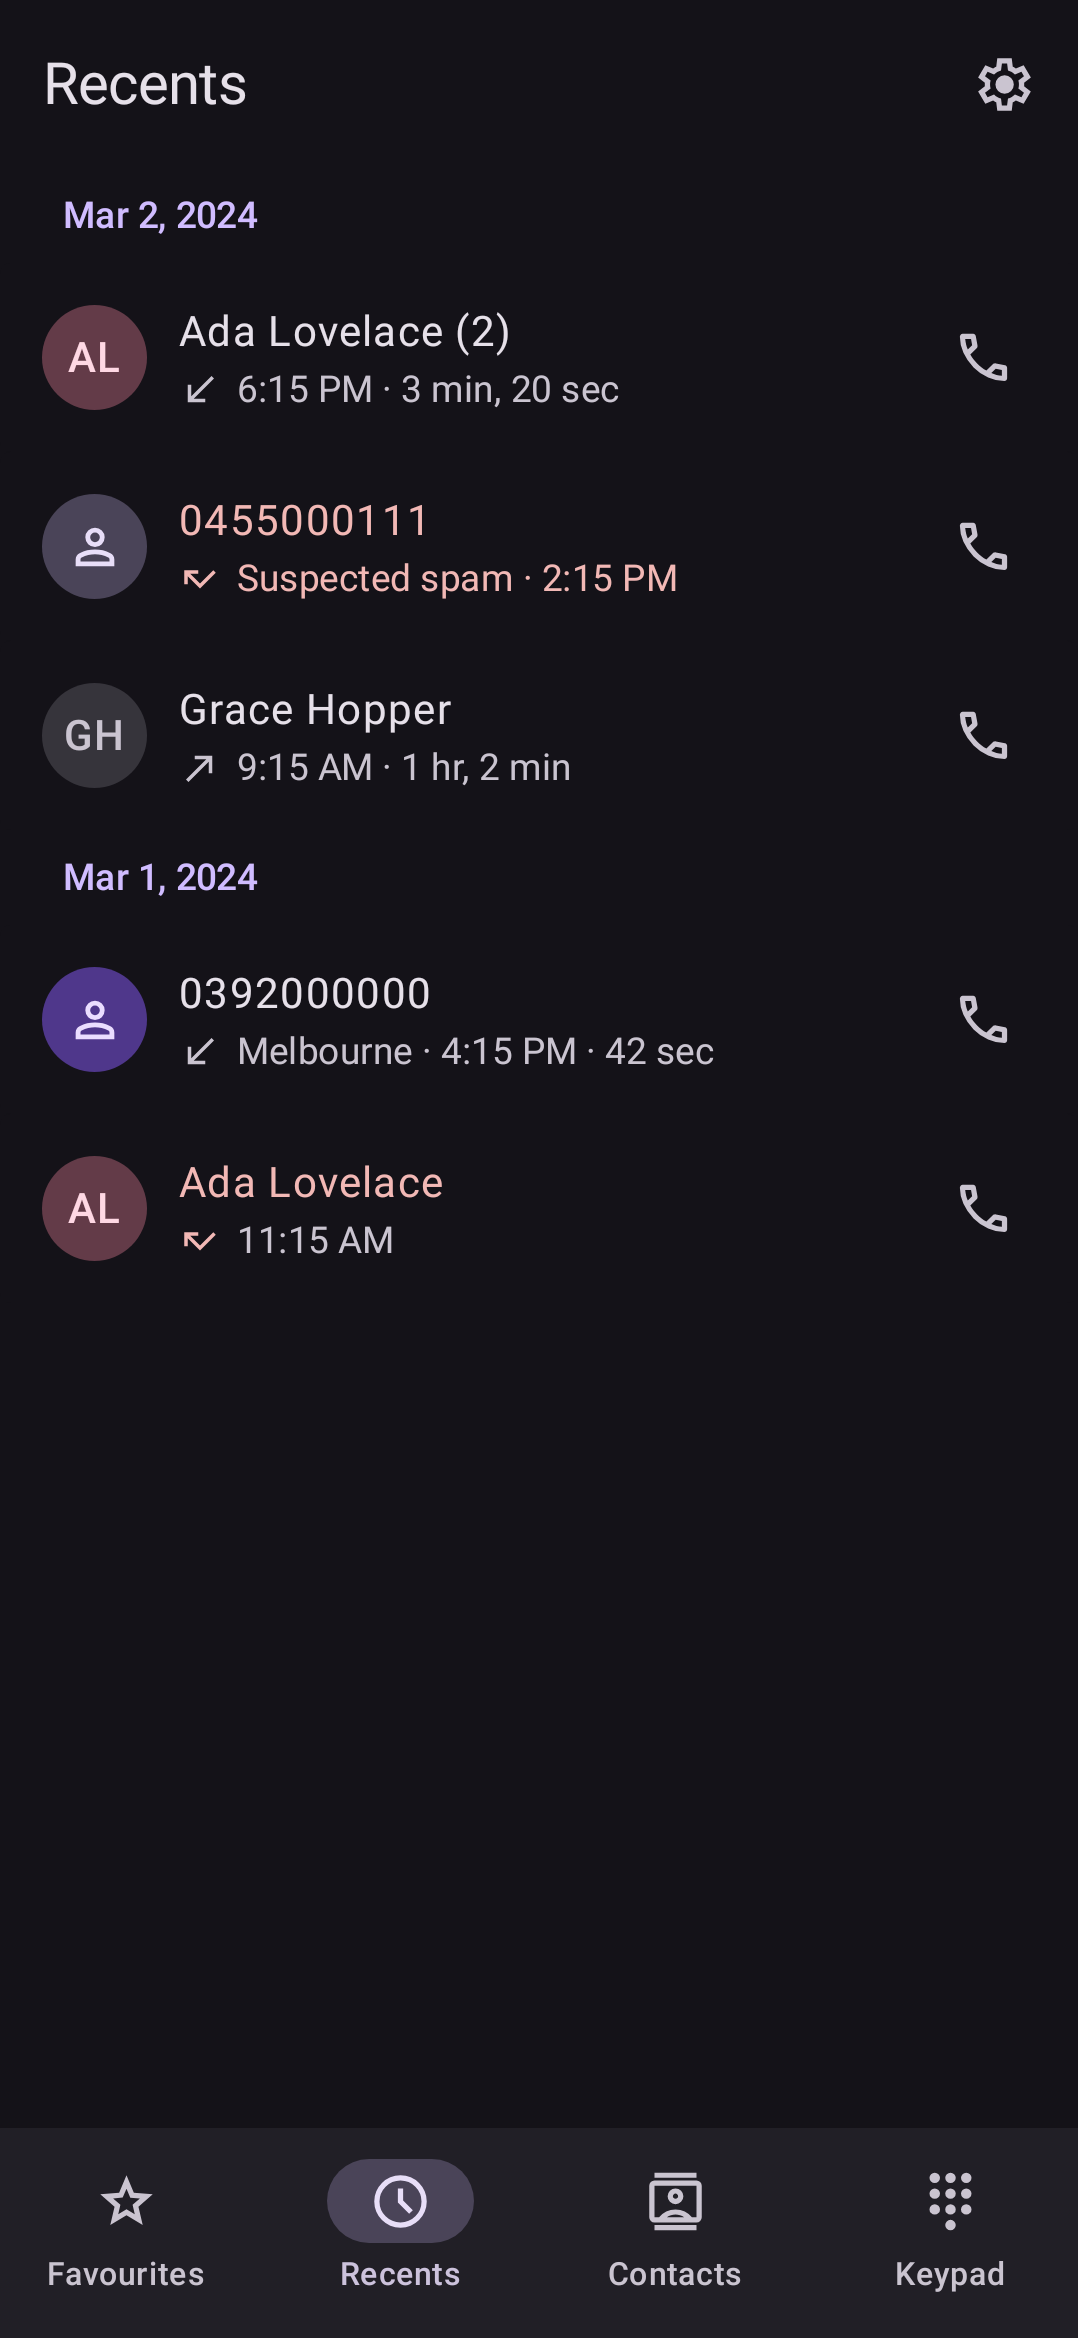 Recents
Mar 2, 2024
AL
Ada Lovelace (2)
6:15 PM · 3 min, 20 sec
0455000111
Suspected spam · 2:15 PM
GH
Grace Hopper
9:15 AM · 1 hr, 2 min
Mar 1, 2024
0392000000
Melbourne · 4:15 PM · 42 sec
AL
Ada Lovelace
11:15 AM
Favourites
Recents
Contacts
Keypad